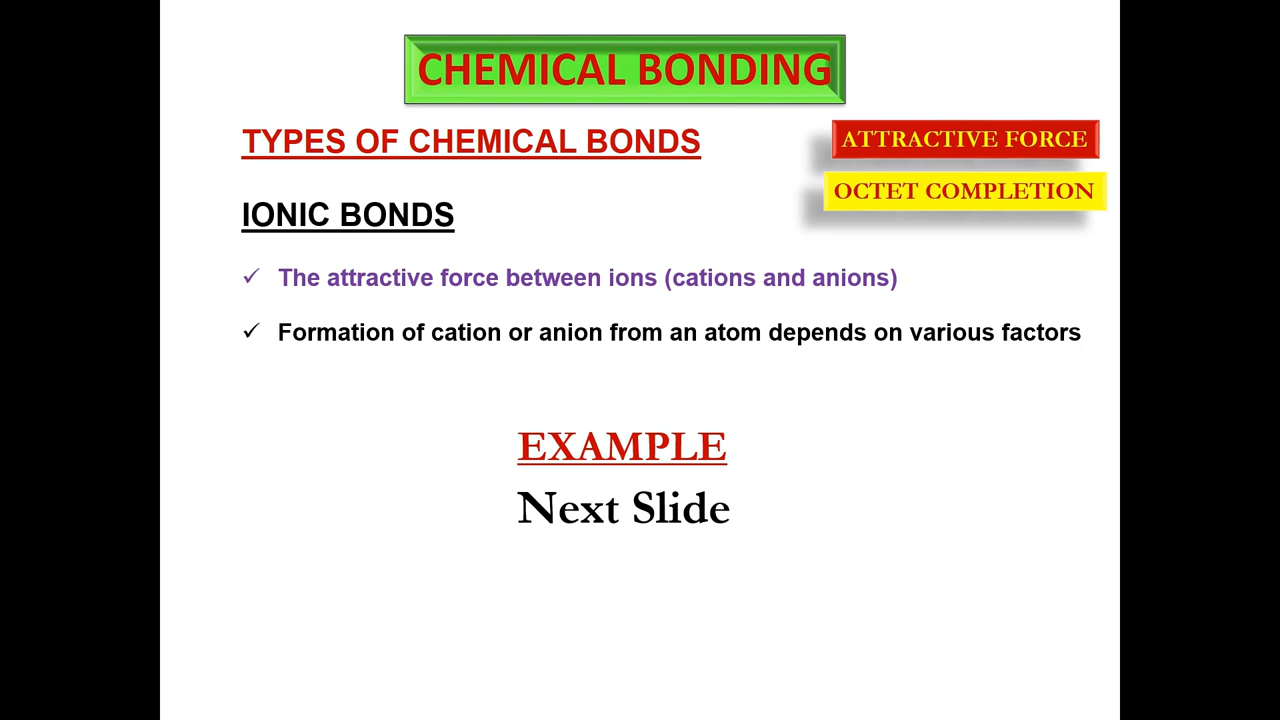 CHEMICAL BONDING
TYPES OF CHEMICAL BONDS
ATTRACTIVE FORCE
OCTET COMPLETION
IONIC BONDS
✓ The attractive force between ions (cations and anions)
✓ Formation of cation or anion from an atom depends on various factors
EXAMPLE
Next Slide